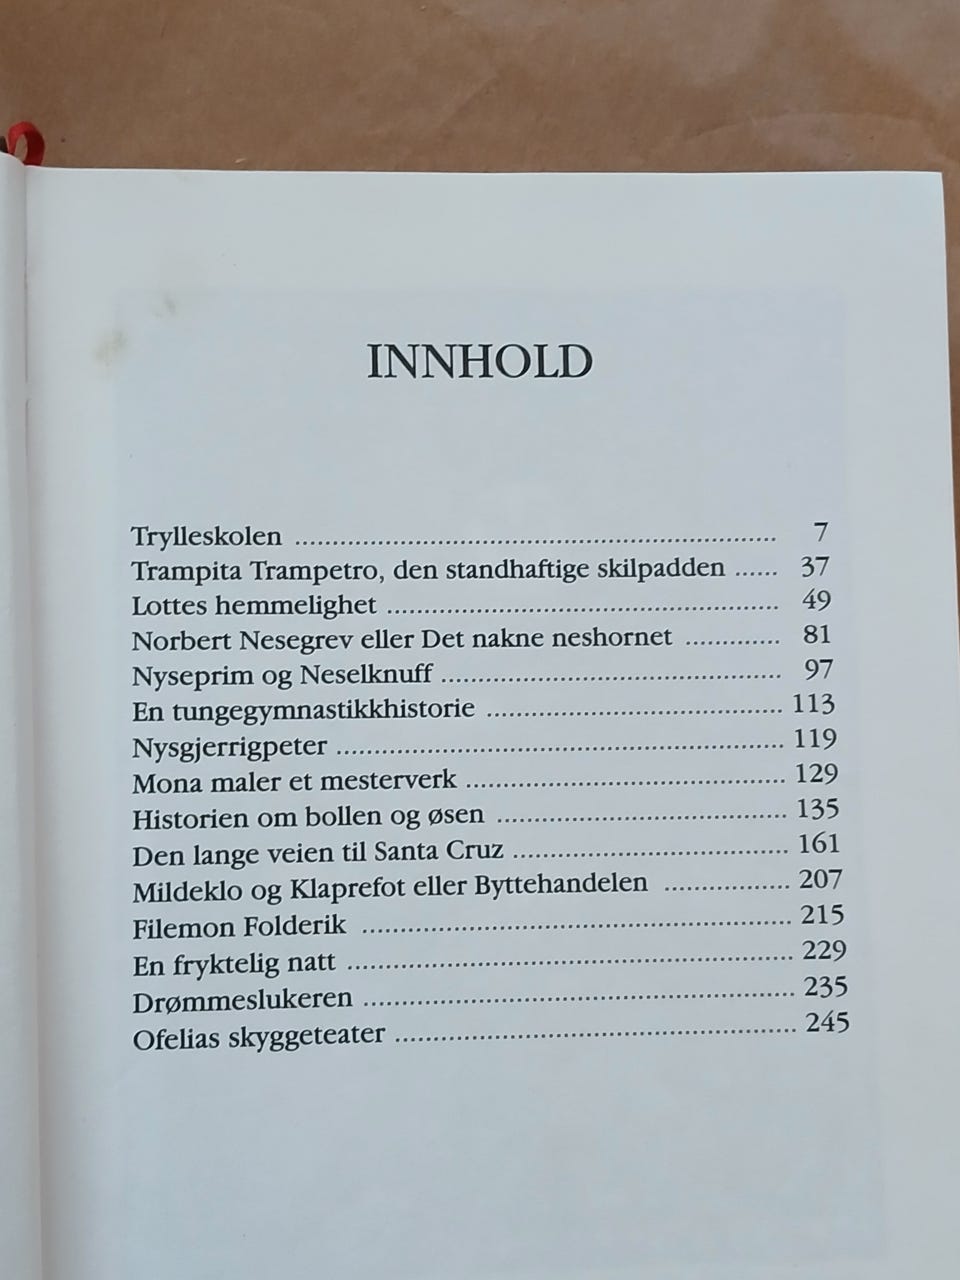 INNHOLD
Trylleskolen ................................................................ 7
Trampita Trampetro, den standhaftige skilpadden ...... 37
Lottes hemmelighet .................................................... 49
Norbert Nesegrev eller Det nakne neshornet ............. 81
Nyseprim og Neselknuff ............................................. 97
En tungegymnastikkhistorie ........................................ 113
Nysgjerrigpeter ............................................................ 119
Mona maler et mesterverk ........................................... 129
Historien om bollen og øsen ....................................... 135
Den lange veien til Santa Cruz ..................................... 161
Mildeklo og Klaprefot eller Byttehandelen ................. 207
Filemon Folderik .......................................................... 215
En fryktelig natt ............................................................ 229
Drømmeslukeren .......................................................... 235
Ofelias skyggeteater ...................................................... 245